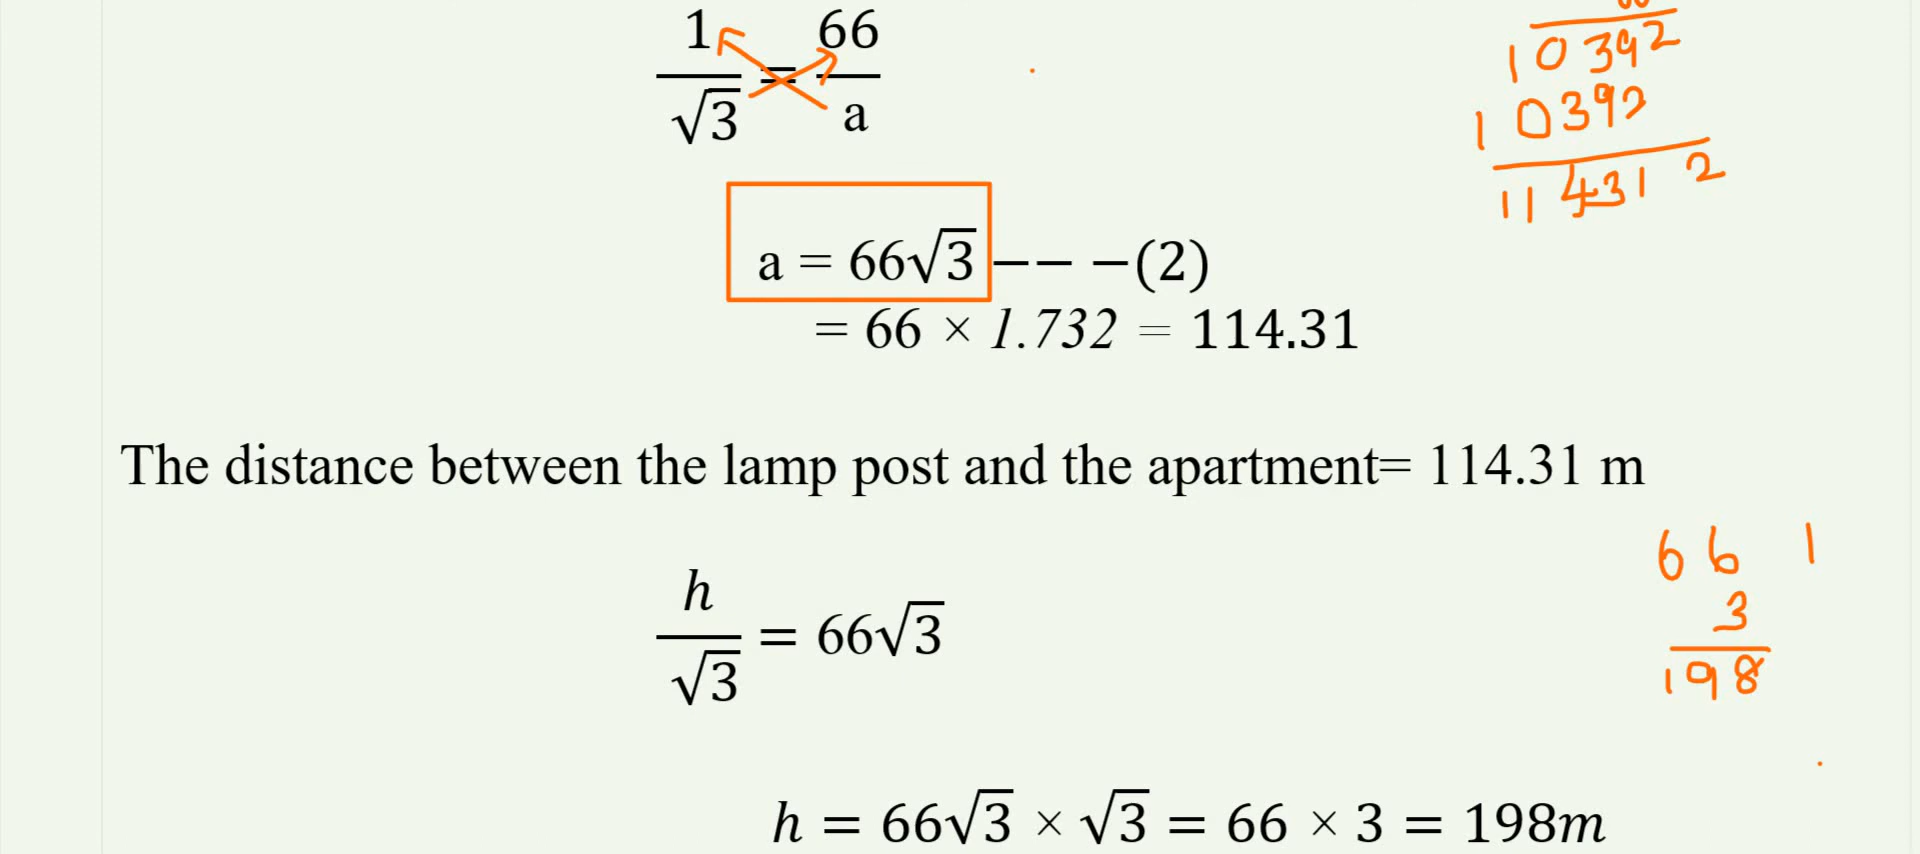 1/√3 = 66/a
10392
10392
114312
a = 66√3 −− −(2)
= 66 × 1.732 = 114.31
The distance between the lamp post and the apartment= 114.31 m
66 1
3
198
h/√3 = 66√3
h = 66√3 × √3 = 66 × 3 = 198m